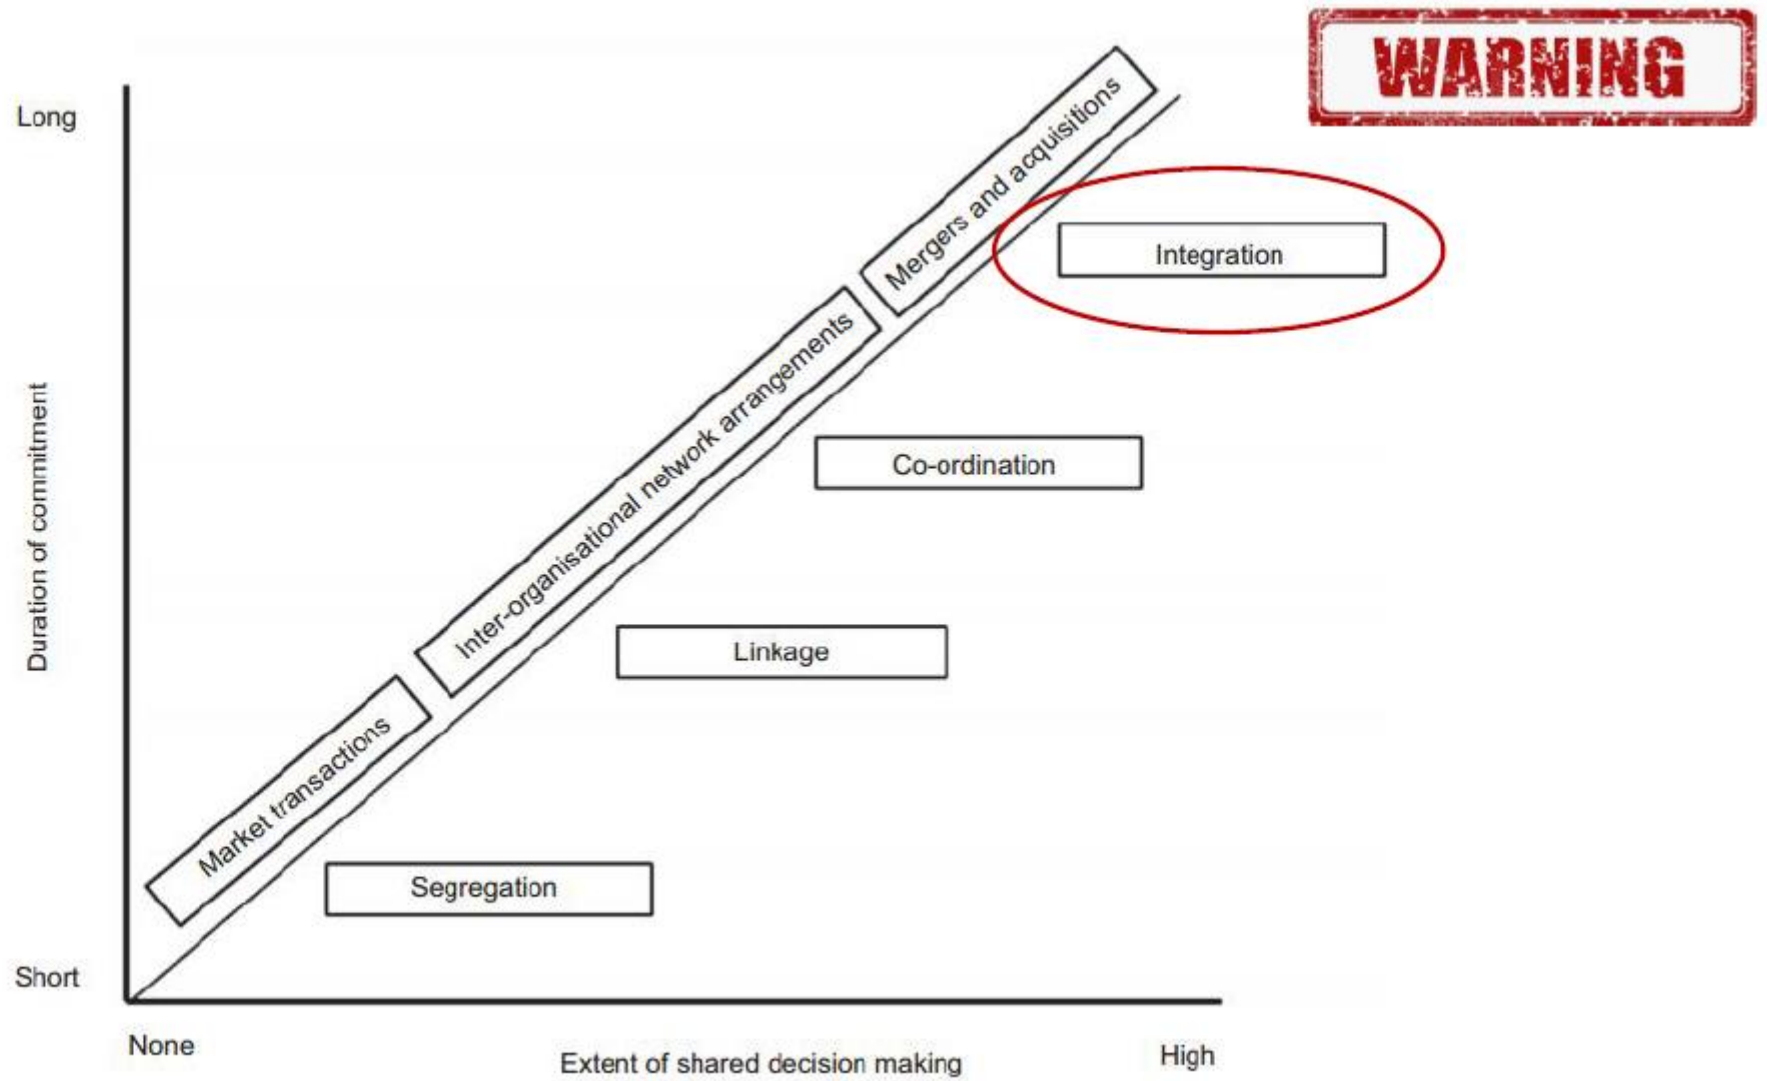 WARNING
Long
Mergers and acquisitions
Integration
Inter-organisational network arrangements
Co-ordination
Duration of commitment
Linkage
Market transactions
Segregation
Short
None
Extent of shared decision making
High